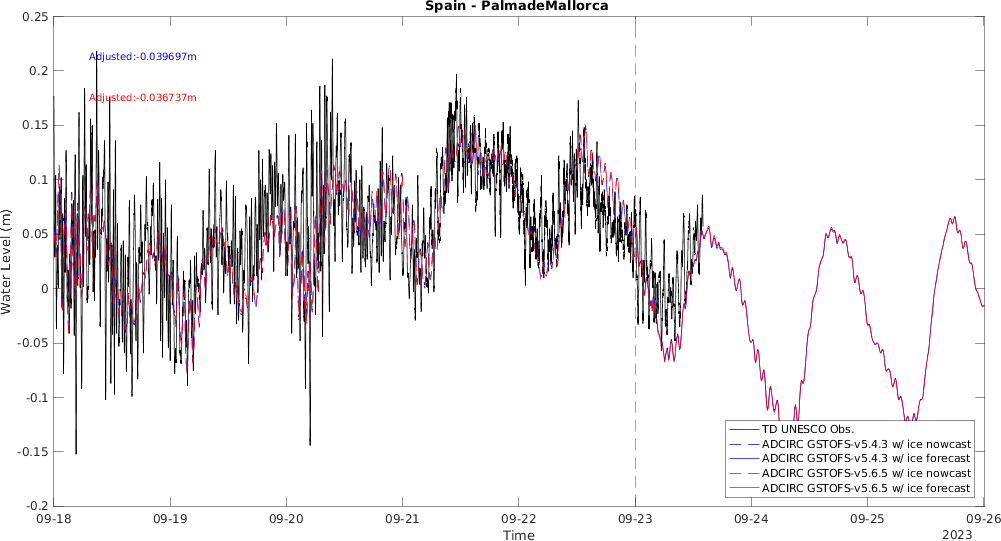 Spain - PalmadeMallorca
0.25
0.2
0.15
0.1
0.05
0
-0.05
-0.1
-0.15
-0.2
Water Level (m)
Adjusted:-0.039697m
Adjusted:-0.036737m
TD UNESCO Obs.
ADCIRC GSTOFS-v5.4.3 w/ ice nowcast
ADCIRC GSTOFS-v5.4.3 w/ ice forecast
ADCIRC GSTOFS-v5.6.5 w/ ice nowcast
ADCIRC GSTOFS-v5.6.5 w/ ice forecast
09-18 09-19 09-20 09-21 09-22 09-23 09-24 09-25 09-26
Time
2023